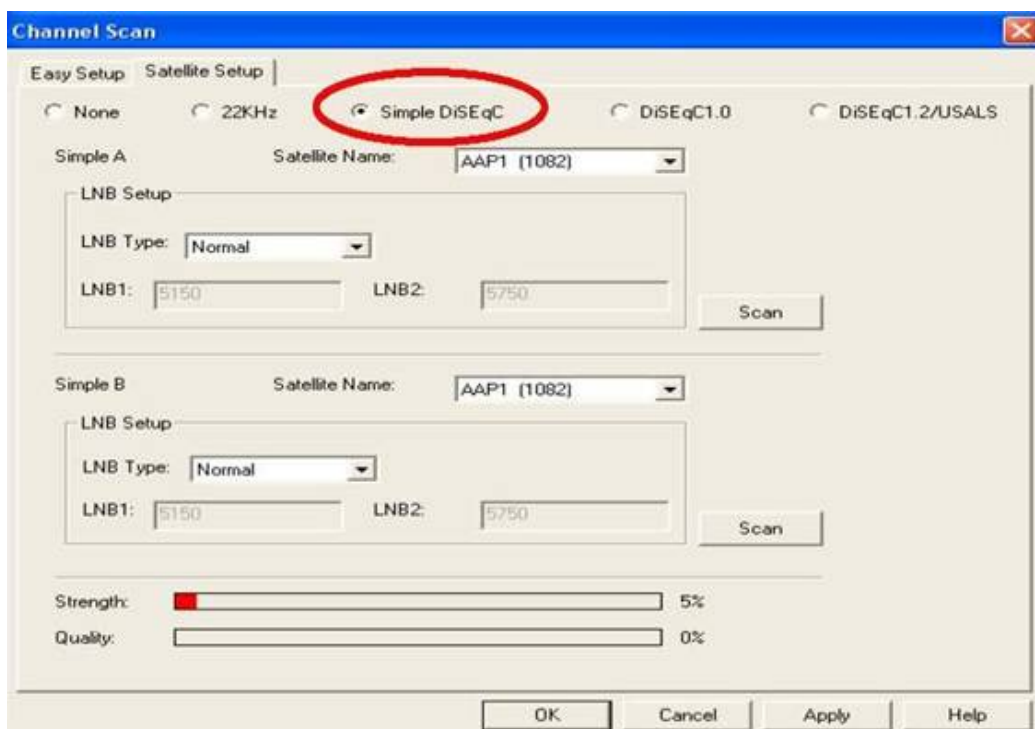 Channel Scan
Easy Setup Satellite Setup
None 22KHz Simple DiSEqC DiSEqC1.0 DiSEqC1.2/USALS
Simple A Satellite Name: AAP1 (1082)
LNB Setup
LNB Type: Normal
LNB1: 5150 LNB2: 5750
Scan
Simple B Satellite Name: AAP1 (1082)
LNB Setup
LNB Type: Normal
LNB1: 5150 LNB2: 5750
Scan
Strength: 5%
Quality: 0%
OK Cancel Apply Help